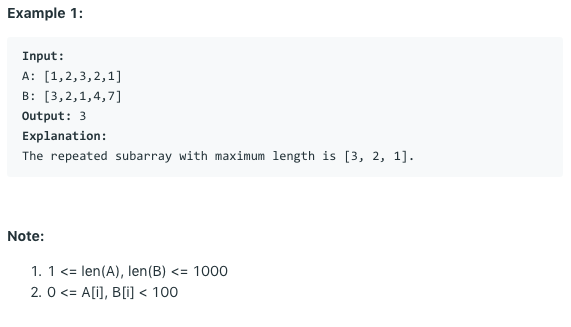 Example 1:
Input:
A: [1,2,3,2,1]
B: [3,2,1,4,7]
Output: 3
Explanation:
The repeated subarray with maximum length is [3, 2, 1].
Note:
1. 1 <= len(A), len(B) <= 1000
2. 0 <= A[i], B[i] < 100